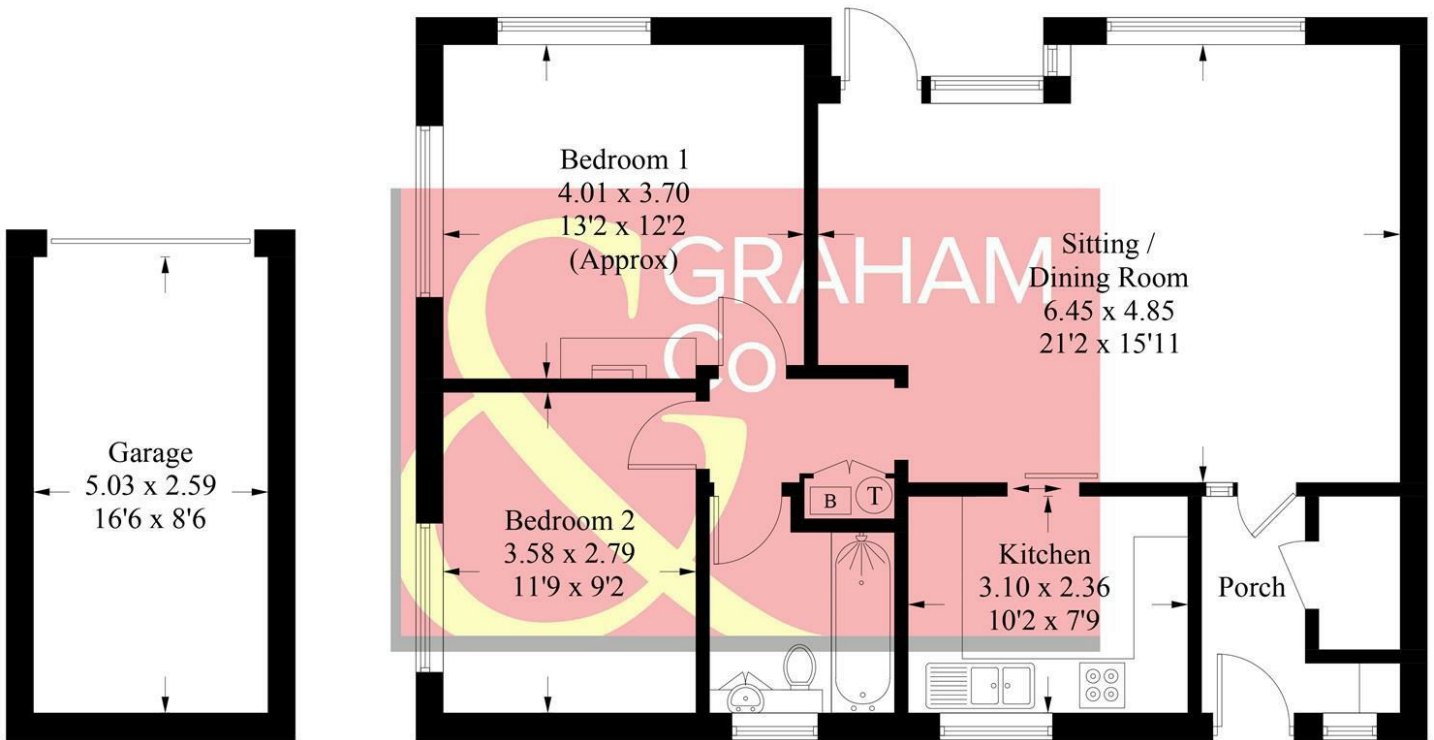 Bedroom 1
4.01 x 3.70
13'2 x 12'2
(Approx)
GRAHAM
& Co
Sitting /
Dining Room
6.45 x 4.85
21'2 x 15'11
Garage
5.03 x 2.59
16'6 x 8'6
B
T
Bedroom 2
3.58 x 2.79
11'9 x 9'2
Kitchen
3.10 x 2.36
10'2 x 7'9
Porch